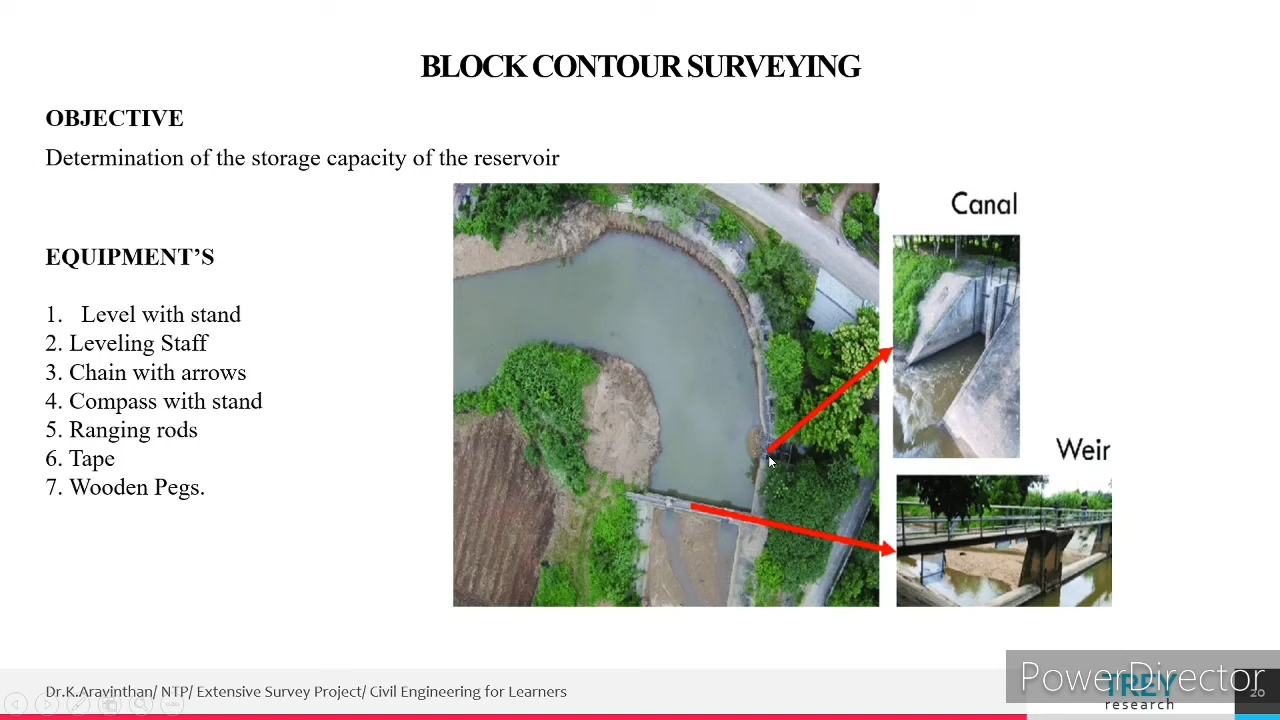 BLOCK CONTOUR SURVEYING
OBJECTIVE
Determination of the storage capacity of the reservoir
Canal
EQUIPMENT’S
1. Level with stand
2. Leveling Staff
3. Chain with arrows
4. Compass with stand
5. Ranging rods
Weir
6. Tape
7. Wooden Pegs.
PowerDirector
Dr.K.Aravinthan/ NTP/ Extensive Survey Project/ Civil Engineering for Learners
TREY
research
20